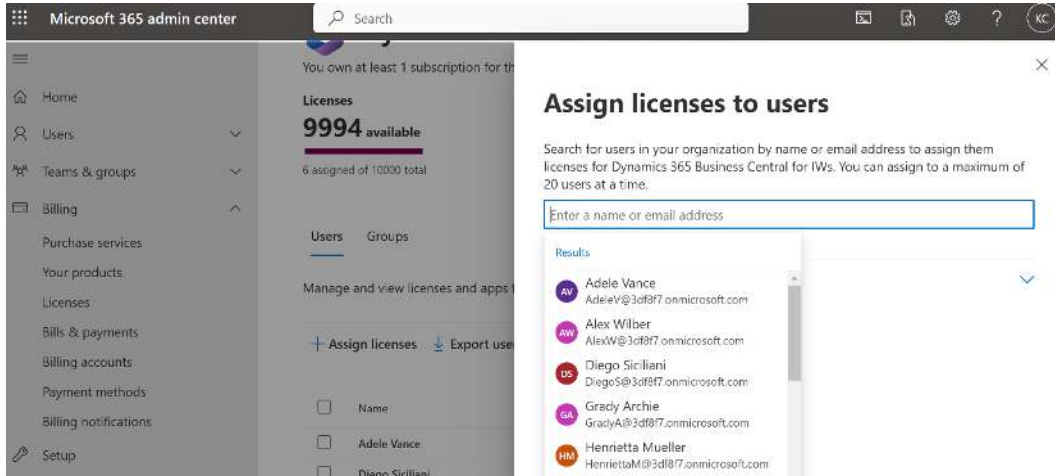 Microsoft 365 admin center
Search
KC
Home
Users
Teams & groups
Billing
Purchase services
Your products
Licenses
Bills & payments
Billing accounts
Payment methods
Billing notifications
Setup
You own at least 1 subscription for th
Licenses
9994 available
6 assigned of 10000 total
Users Groups
Manage and view licenses and apps
+ Assign licenses Export use
Name
Adele Vance
Diego Siciliani
Assign licenses to users
Search for users in your organization by name or email address to assign them
licenses for Dynamics 365 Business Central for IWs. You can assign to a maximum of
20 users at a time.
Enter a name or email address
Results
AV Adele Vance
AdeleV@3df8f7.onmicrosoft.com
AW Alex Wilber
AlexW@3df8f7.onmicrosoft.com
DS Diego Siciliani
DiegoS@3df8f7.onmicrosoft.com
GA Grady Archie
GradyA@3df8f7.onmicrosoft.com
HM Henrietta Mueller
HenriettaM@3df8f7.onmicrosoft.com